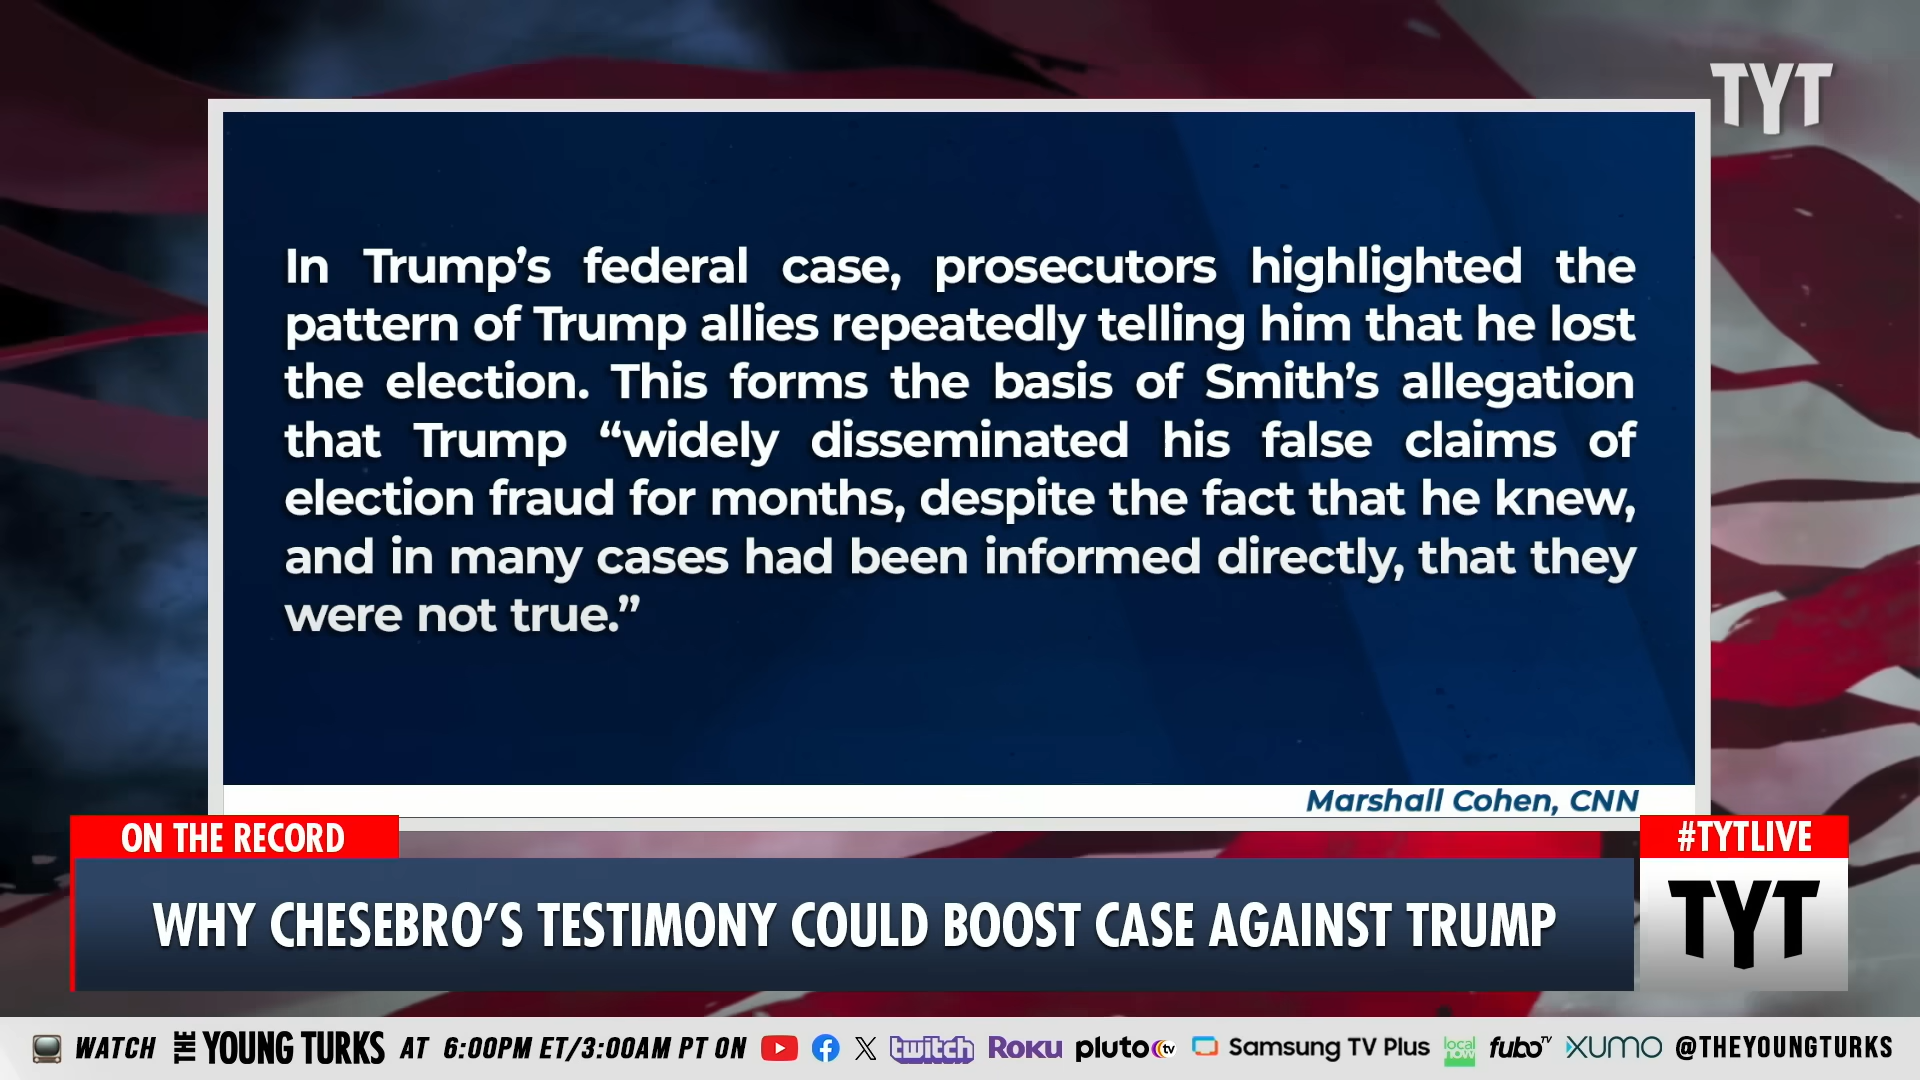 TYT
In Trump’s federal case, prosecutors highlighted the
pattern of Trump allies repeatedly telling him that he lost
the election. This forms the basis of Smith’s allegation
that Trump “widely disseminated his false claims of
election fraud for months, despite the fact that he knew,
and in many cases had been informed directly, that they
were not true.”
Marshall Cohen, CNN
ON THE RECORD
#TYTLIVE
WHY CHESEBRO’S TESTIMONY COULD BOOST CASE AGAINST TRUMP
TYT
WATCH THE YOUNG TURKS AT 6:00PM ET/3:00AM PT ON twitch ROKU pluto tv Samsung TV Plus local now fubo TV XUMO @THEYOUNGTURKS